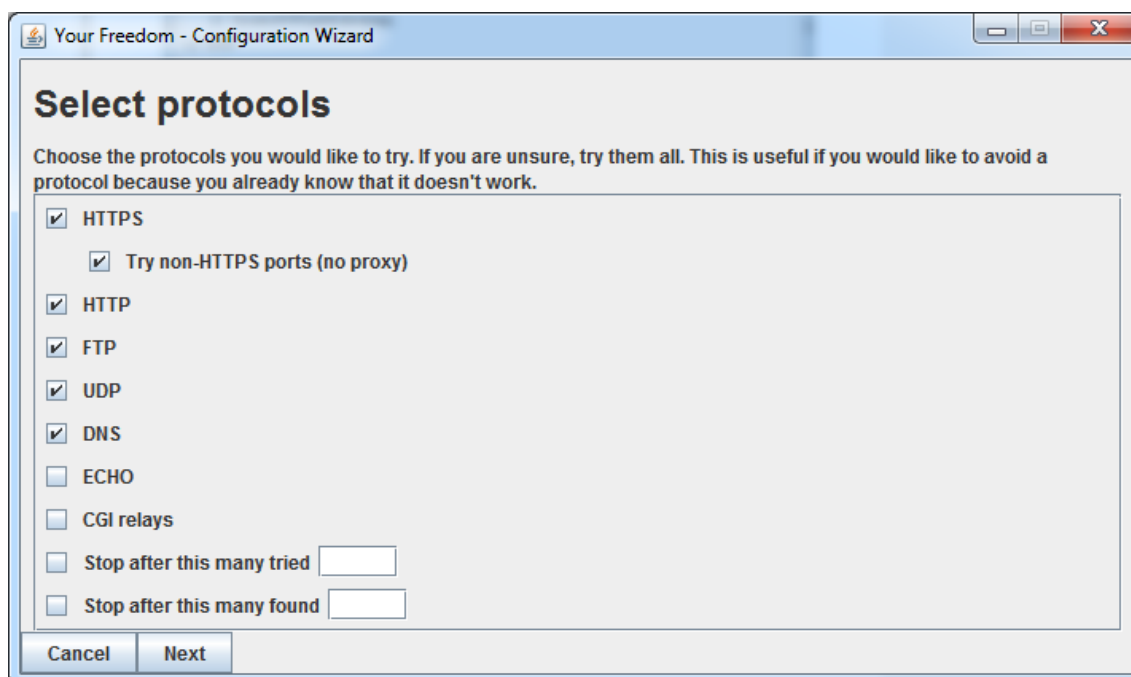 Your Freedom - Configuration Wizard
Select protocols
Choose the protocols you would like to try. If you are unsure, try them all. This is useful if you would like to avoid a
protocol because you already know that it doesn't work.
HTTPS
Try non-HTTPS ports (no proxy)
HTTP
FTP
UDP
DNS
ECHO
CGI relays
Stop after this many tried
Stop after this many found
Cancel Next